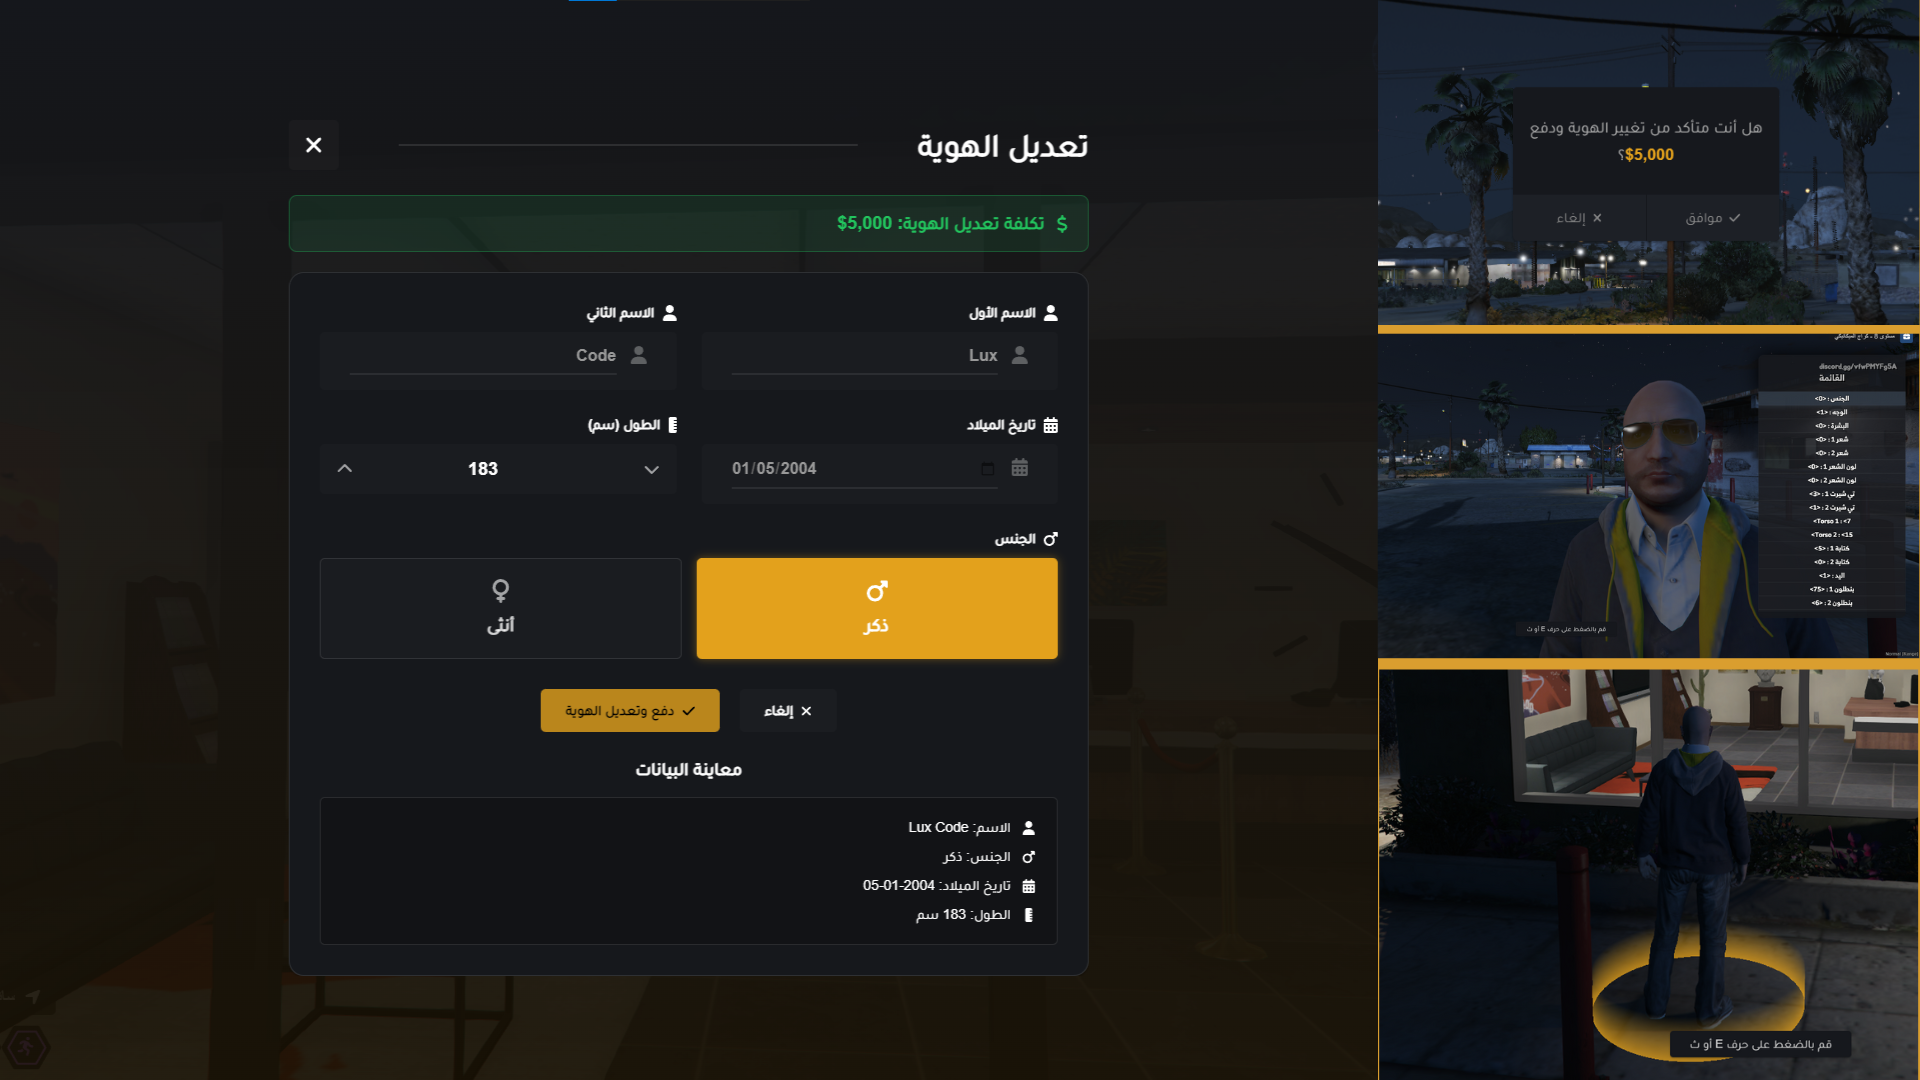 تعديل الهوية
تكلفة تعديل الهوية: 5,000$
الاسم الأول
Lux
الاسم الثاني
Code
تاريخ الميلاد
01/05/2004
الطول (سم)
183
الجنس
ذكر
أنثى
إلغاء
دفع وتعديل الهوية
معاينة البيانات
الاسم: Lux Code
الجنس: ذكر
تاريخ الميلاد: 2004-01-05
الطول: 183 سم
هل أنت متأكد من تغيير الهوية ودفع
$5,000؟
موافق
إلغاء
القائمة
الجنس : <0>
الوجه : <1>
البشرة : <0>
شعر 1 : <0>
شعر 2 : <0>
لون الشعر 1 : <0>
لون الشعر 2 : <0>
تي شيرت 1 : <3>
تي شيرت 2 : <1>
Torso 1 : <7>
Torso 2 : <15>
كتابة 1 : <5>
كتابة 2 : <0>
اليد : <1>
بنطلون 1 : <75>
بنطلون 2 : <6>
قم بالضغط على حرف E أو ث
قم بالضغط على حرف E أو ث